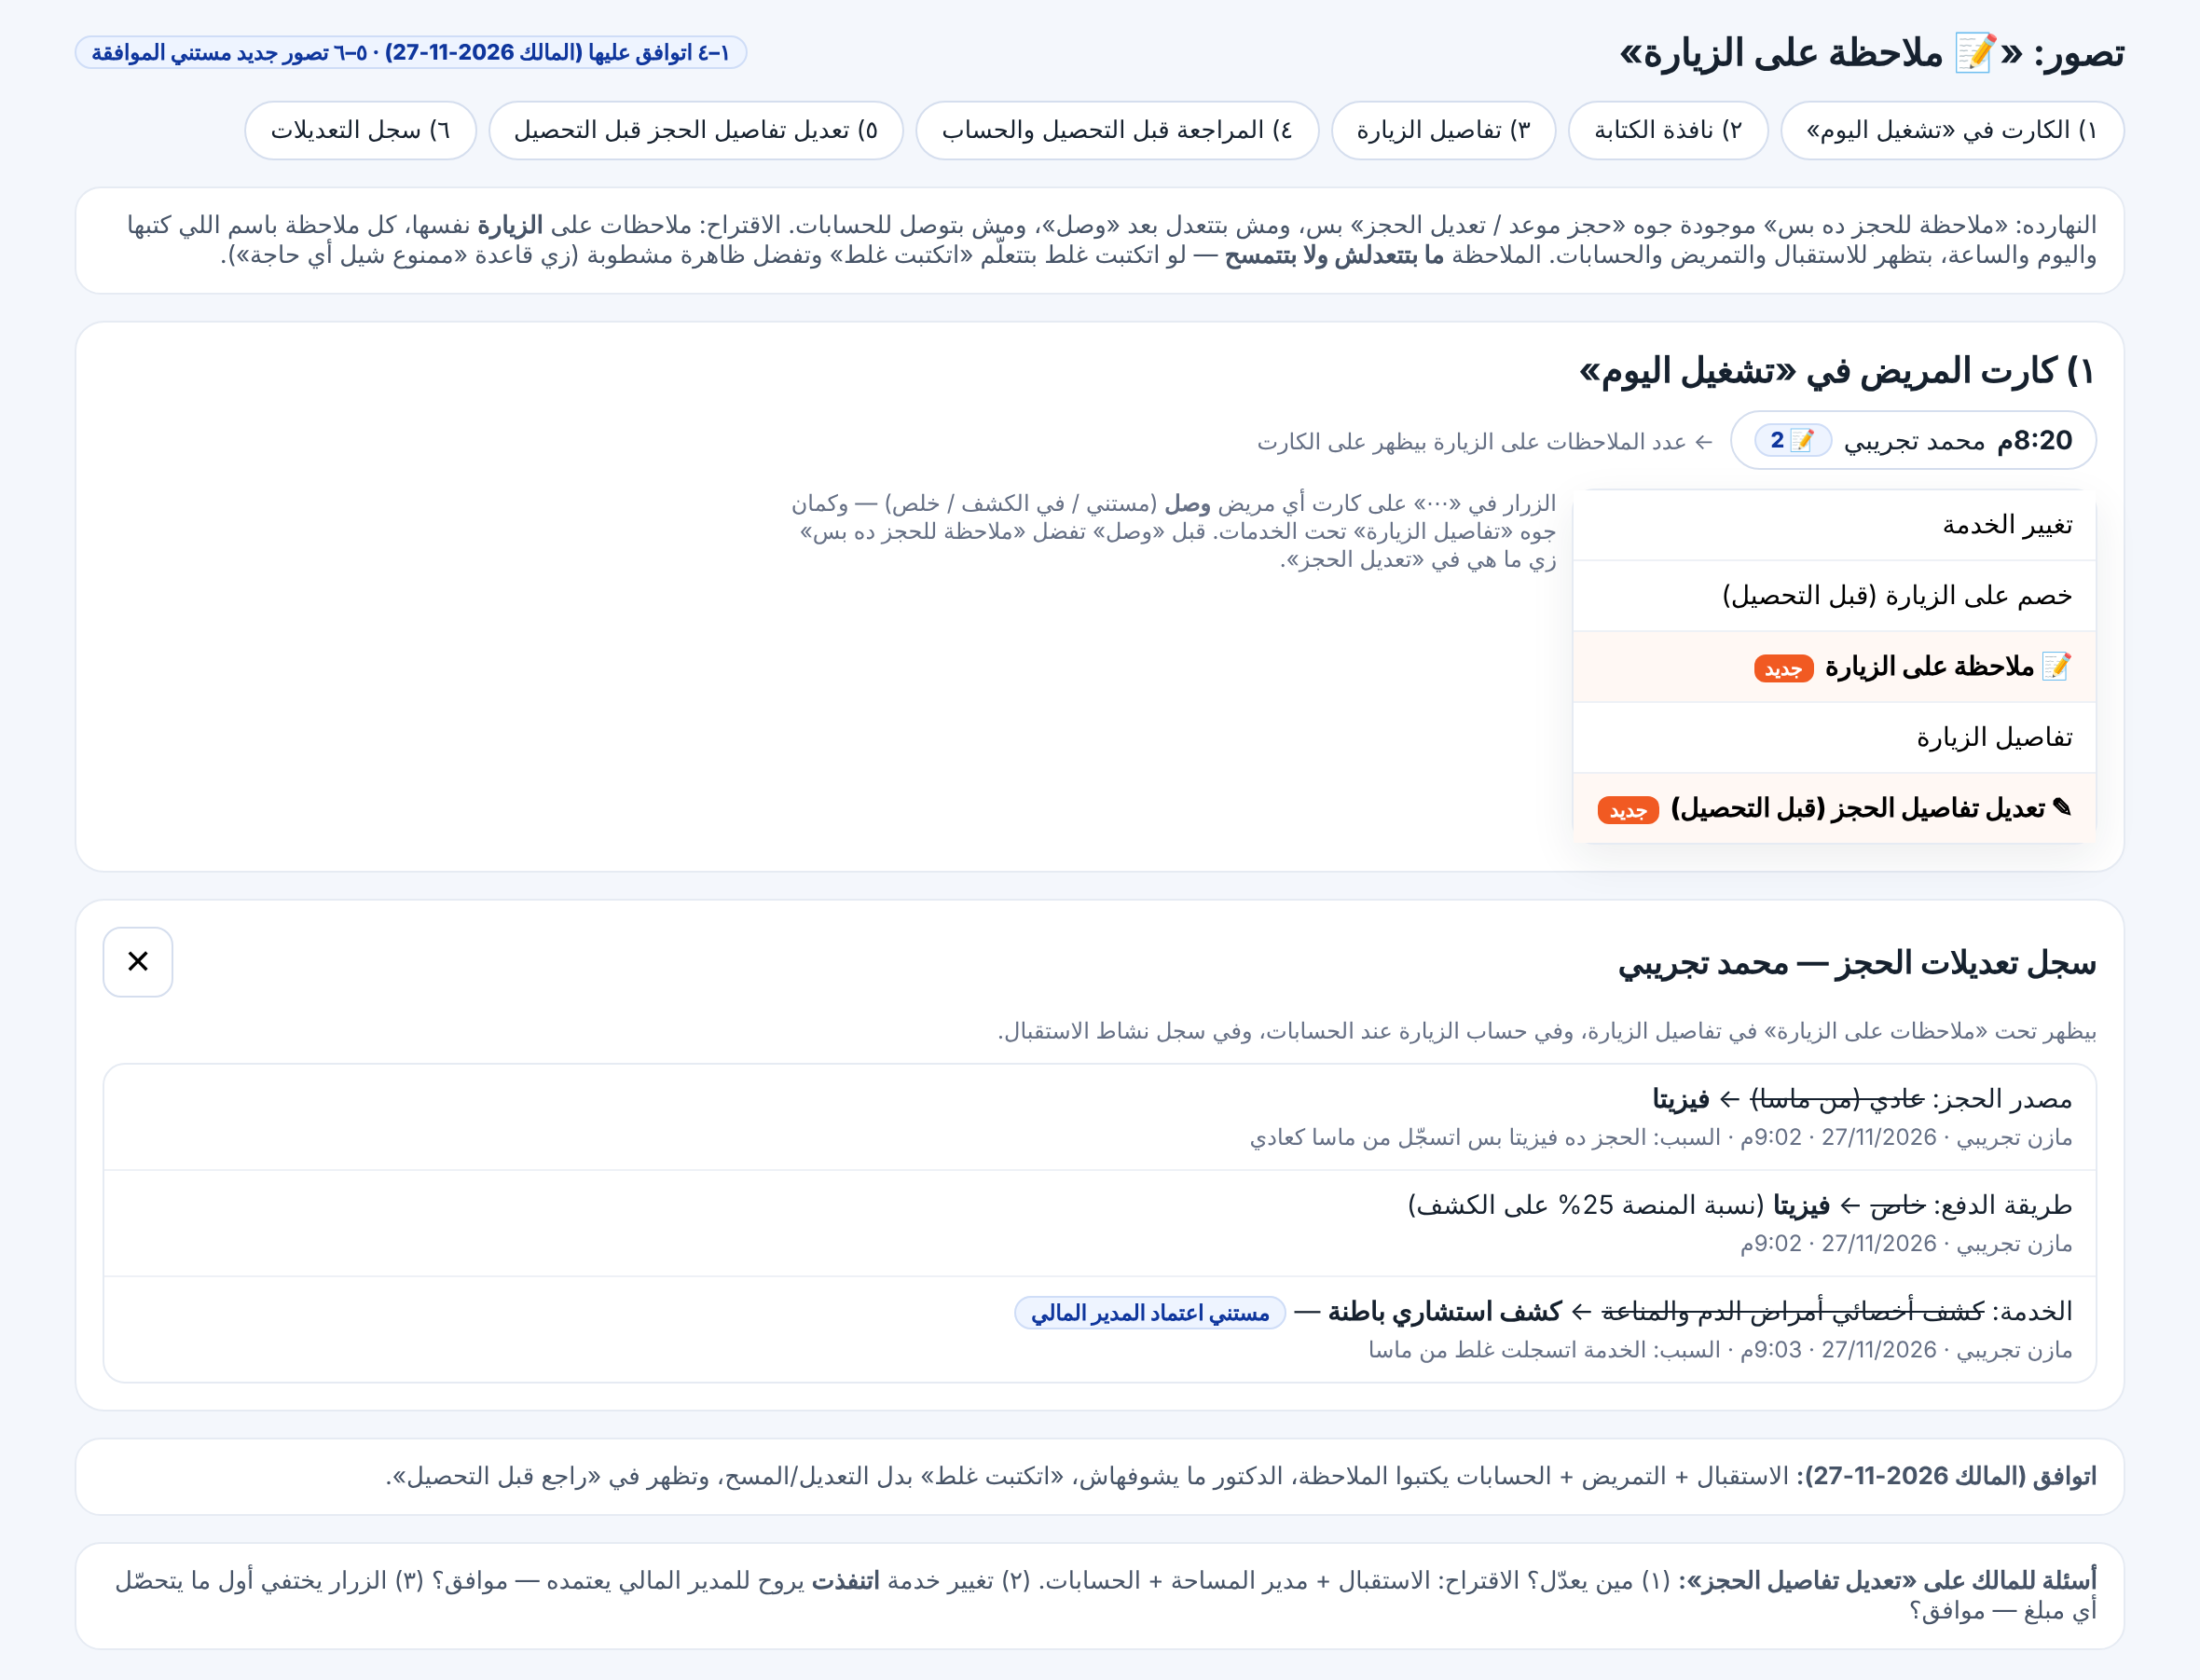 تصور: «📝 ملاحظة على الزيارة»
١–٤ اتوافق عليها (المالك 2026-11-27) · ٥–٦ تصور جديد مستني الموافقة
١) الكارت في «تشغيل اليوم»
٢) نافذة الكتابة
٣) تفاصيل الزيارة
٤) المراجعة قبل التحصيل والحساب
٥) تعديل تفاصيل الحجز قبل التحصيل
٦) سجل التعديلات
النهارده: «ملاحظة للحجز ده بس» موجودة جوه «حجز موعد / تعديل الحجز» بس، ومش بتتعدل بعد «وصل»، ومش بتوصل للحسابات. الاقتراح: ملاحظات على الزيارة نفسها، كل ملاحظة باسم اللي كتبها
واليوم والساعة، بتظهر للاستقبال والتمريض والحسابات. الملاحظة ما بتتعدلش ولا بتتمسح — لو اتكتبت غلط بتتعلّم «اتكتبت غلط» وتفضل ظاهرة مشطوبة (زي قاعدة «ممنوع شيل أي حاجة»).
١) كارت المريض في «تشغيل اليوم»
8:20م محمد تجريبي 📝 2
← عدد الملاحظات على الزيارة بيظهر على الكارت
تغيير الخدمة
خصم على الزيارة (قبل التحصيل)
📝 ملاحظة على الزيارة جديد
تفاصيل الزيارة
✎ تعديل تفاصيل الحجز (قبل التحصيل) جديد
الزرار في «⋯» على كارت أي مريض وصل (مستني / في الكشف / خلص) — وكمان
جوه «تفاصيل الزيارة» تحت الخدمات. قبل «وصل» تفضل «ملاحظة للحجز ده بس»
زي ما هي في «تعديل الحجز».
سجل تعديلات الحجز — محمد تجريبي
✕
بيظهر تحت «ملاحظات على الزيارة» في تفاصيل الزيارة، وفي حساب الزيارة عند الحسابات، وفي سجل نشاط الاستقبال.
مصدر الحجز: عادي (من ماسا) ← فيزيتا
مازن تجريبي · 27/11/2026 · 9:02م · السبب: الحجز ده فيزيتا بس اتسجّل من ماسا كعادي
طريقة الدفع: خاص ← فيزيتا (نسبة المنصة 25% على الكشف)
مازن تجريبي · 27/11/2026 · 9:02م
الخدمة: كشف أخصائي أمراض الدم والمناعة ← كشف استشاري باطنة — مستني اعتماد المدير المالي
مازن تجريبي · 27/11/2026 · 9:03م · السبب: الخدمة اتسجلت غلط من ماسا
اتوافق (المالك 2026-11-27): الاستقبال + التمريض + الحسابات يكتبوا الملاحظة، الدكتور ما يشوفهاش، «اتكتبت غلط» بدل التعديل/المسح، وتظهر في «راجع قبل التحصيل».
أسئلة للمالك على «تعديل تفاصيل الحجز»: (١) مين يعدّل؟ الاقتراح: الاستقبال + مدير المساحة + الحسابات. (٢) تغيير خدمة اتنفذت يروح للمدير المالي يعتمده — موافق؟ (٣) الزرار يختفي أول ما يتحصّل
أي مبلغ — موافق؟